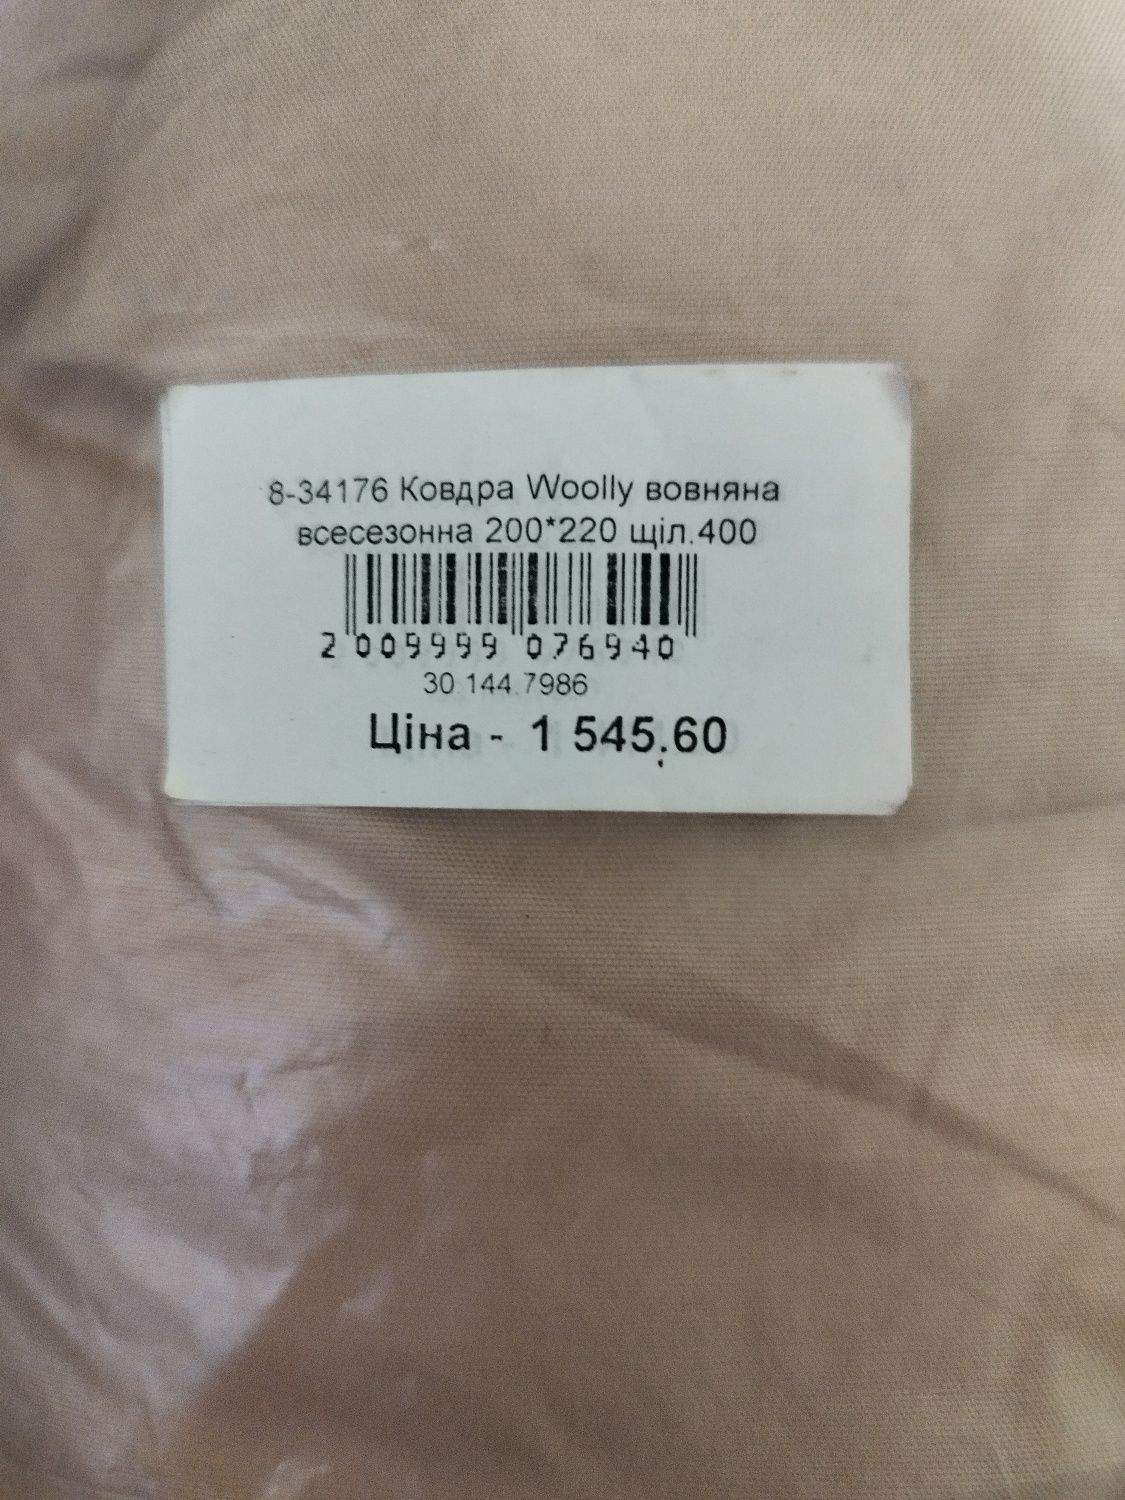 8-34176 Ковдра Woolly вовняна
всесезонна 200*220 щіл.400
2 009999 076940
30.144.7986
Ціна - 1 545.60